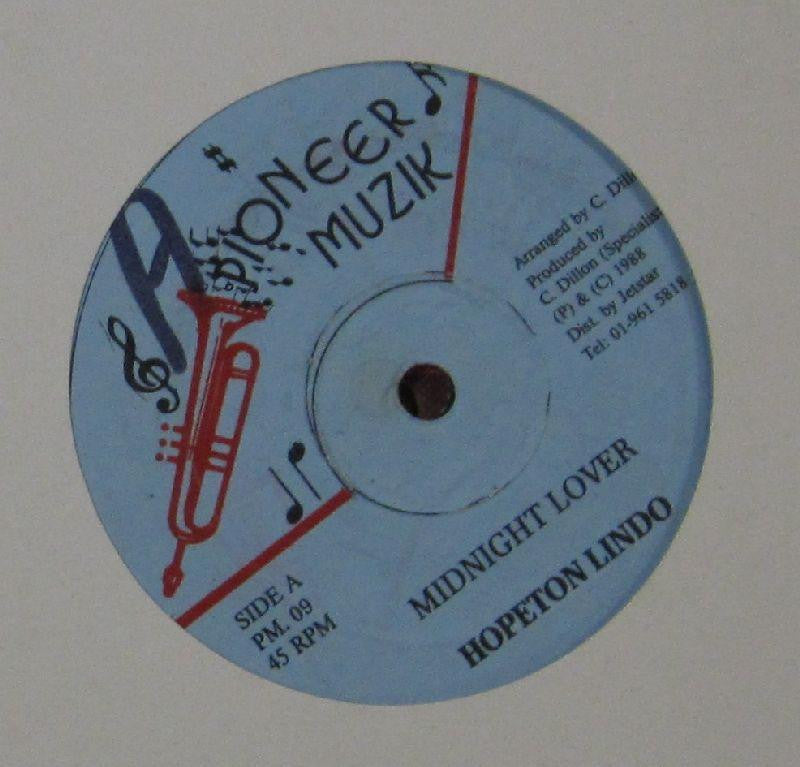 A
PIONEER
MUZIK
Arranged by C.
Produced by
C. Dillon (Specialist
(P) & (C) 1988
Dist. by Jetstar
Tel: 01-961 5818
MIDNIGHT LOVER
HOPETON LINDO
SIDE A
PM. 09
45 RPM